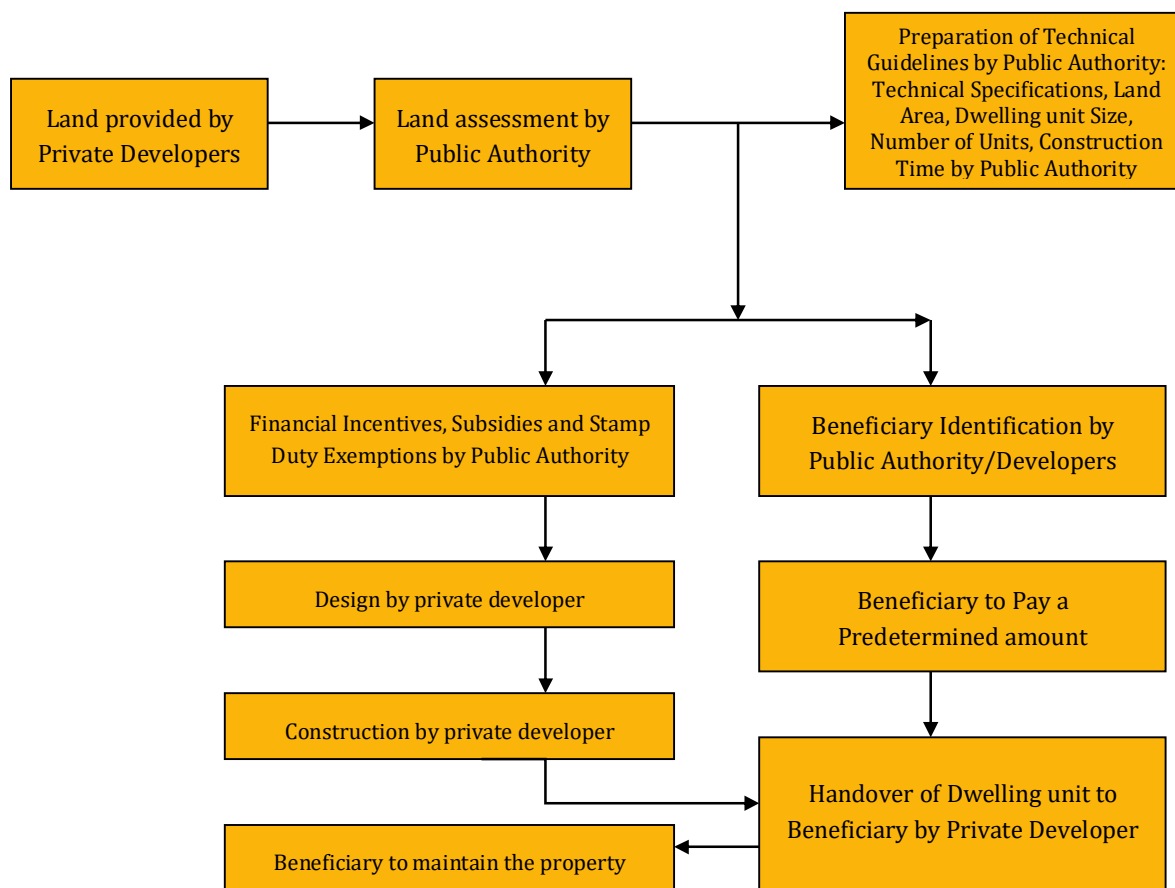 Land provided by
Private Developers
Land assessment by
Public Authority
Preparation of Technical
Guidelines by Public Authority:
Technical Specifications, Land
Area, Dwelling unit Size,
Number of Units, Construction
Time by Public Authority
Financial Incentives, Subsidies and Stamp
Duty Exemptions by Public Authority
Beneficiary Identification by
Public Authority/Developers
Design by private developer
Beneficiary to Pay a
Predetermined amount
Construction by private developer
Handover of Dwelling unit to
Beneficiary by Private Developer
Beneficiary to maintain the property